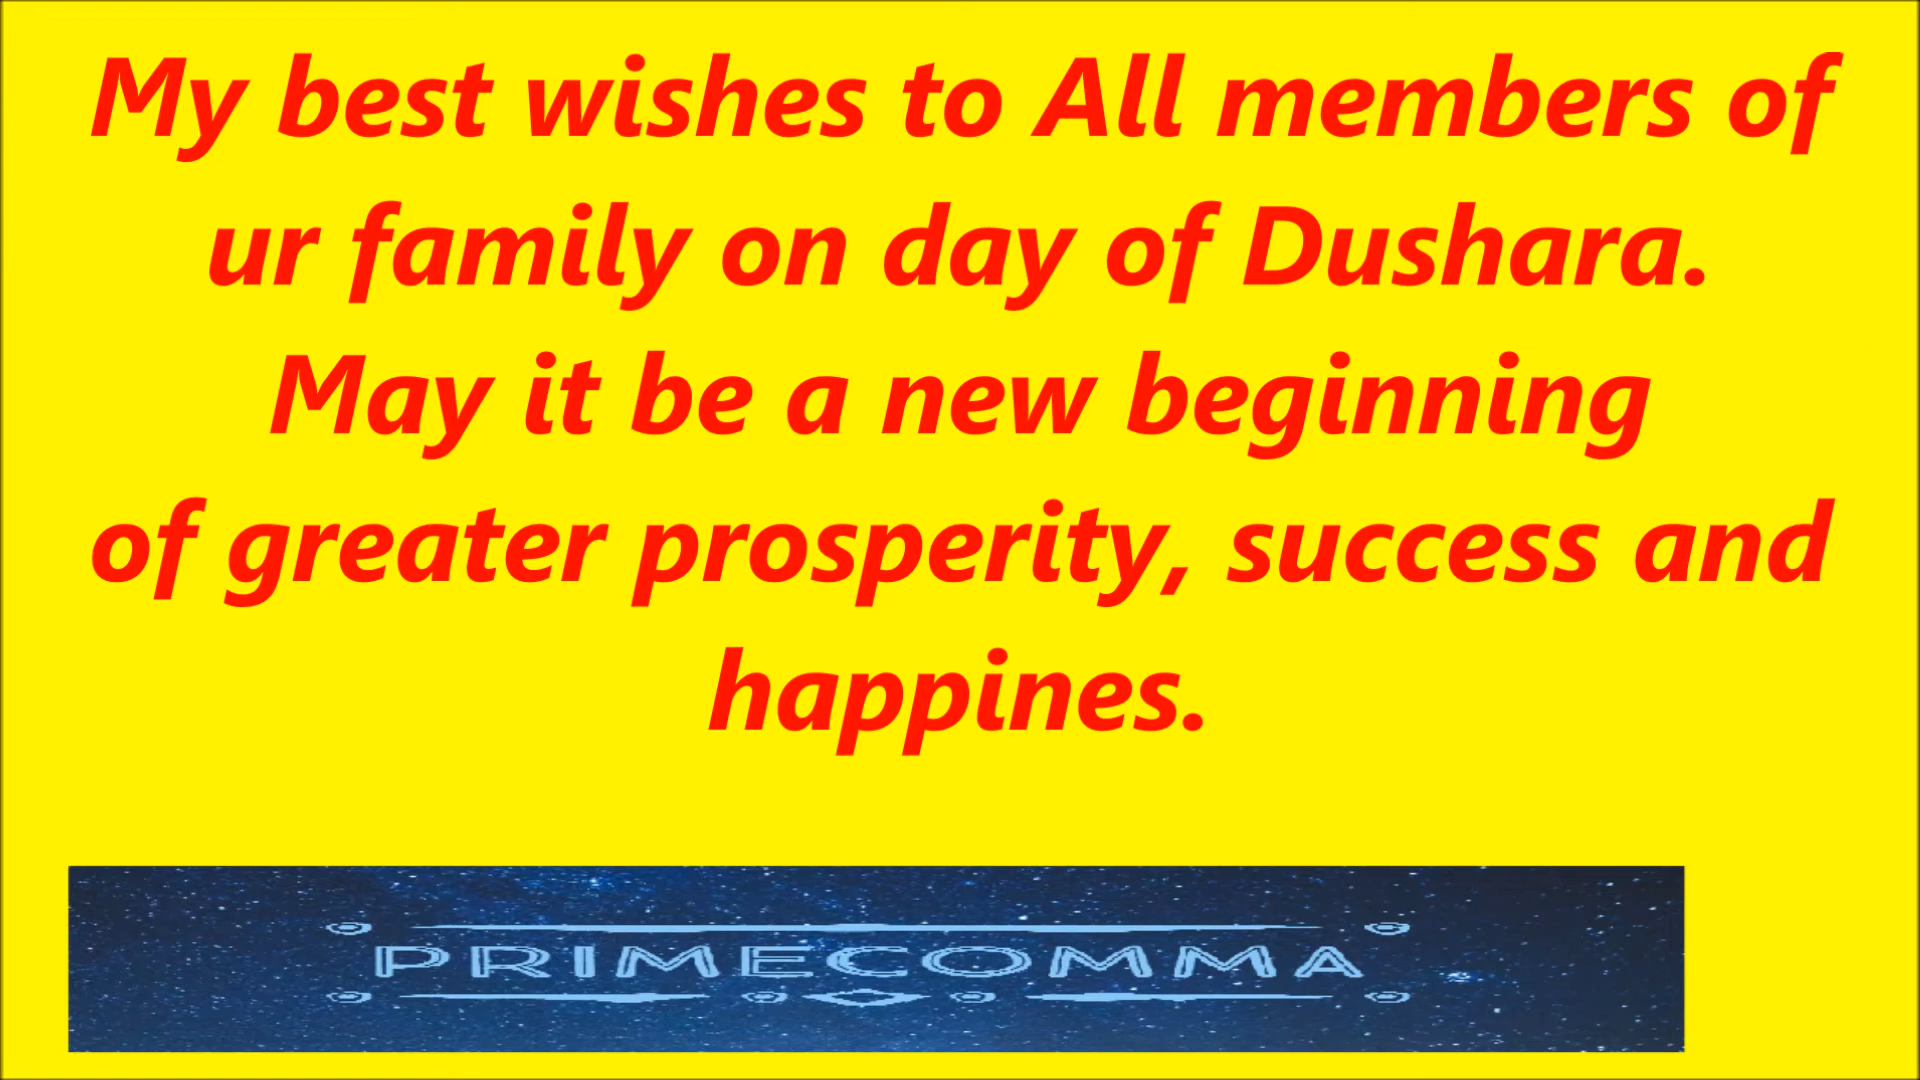 My best wishes to All members of
ur family on day of Dushara.
May it be a new beginning
of greater prosperity, success and
happines.
PRIMECOMMA